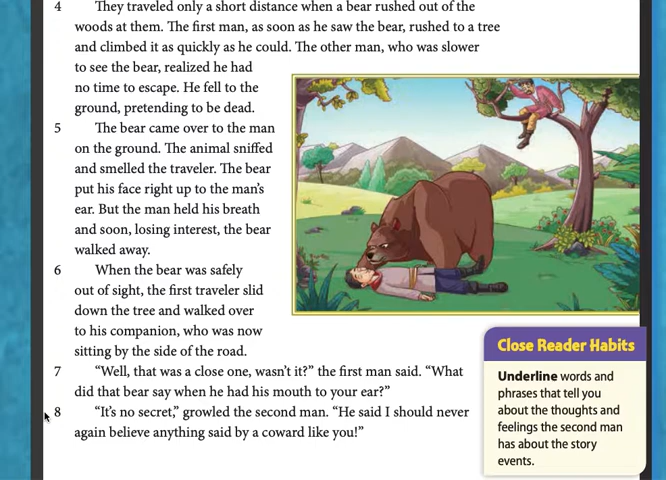 4 They traveled only a short distance when a bear rushed out of the
woods at them. The first man, as soon as he saw the bear, rushed to a tree
and climbed it as quickly as he could. The other man, who was slower
to see the bear, realized he had
no time to escape. He fell to the
ground, pretending to be dead.
5 The bear came over to the man
on the ground. The animal sniffed
and smelled the traveler. The bear
put his face right up to the man’s
ear. But the man held his breath
and soon, losing interest, the bear
walked away.
6 When the bear was safely
out of sight, the first traveler slid
down the tree and walked over
to his companion, who was now
sitting by the side of the road.
7 “Well, that was a close one, wasn’t it?” the first man said. “What
did that bear say when he had his mouth to your ear?”
8 “It’s no secret,” growled the second man. “He said I should never
again believe anything said by a coward like you!”
Close Reader Habits
Underline words and
phrases that tell you
about the thoughts and
feelings the second man
has about the story
events.